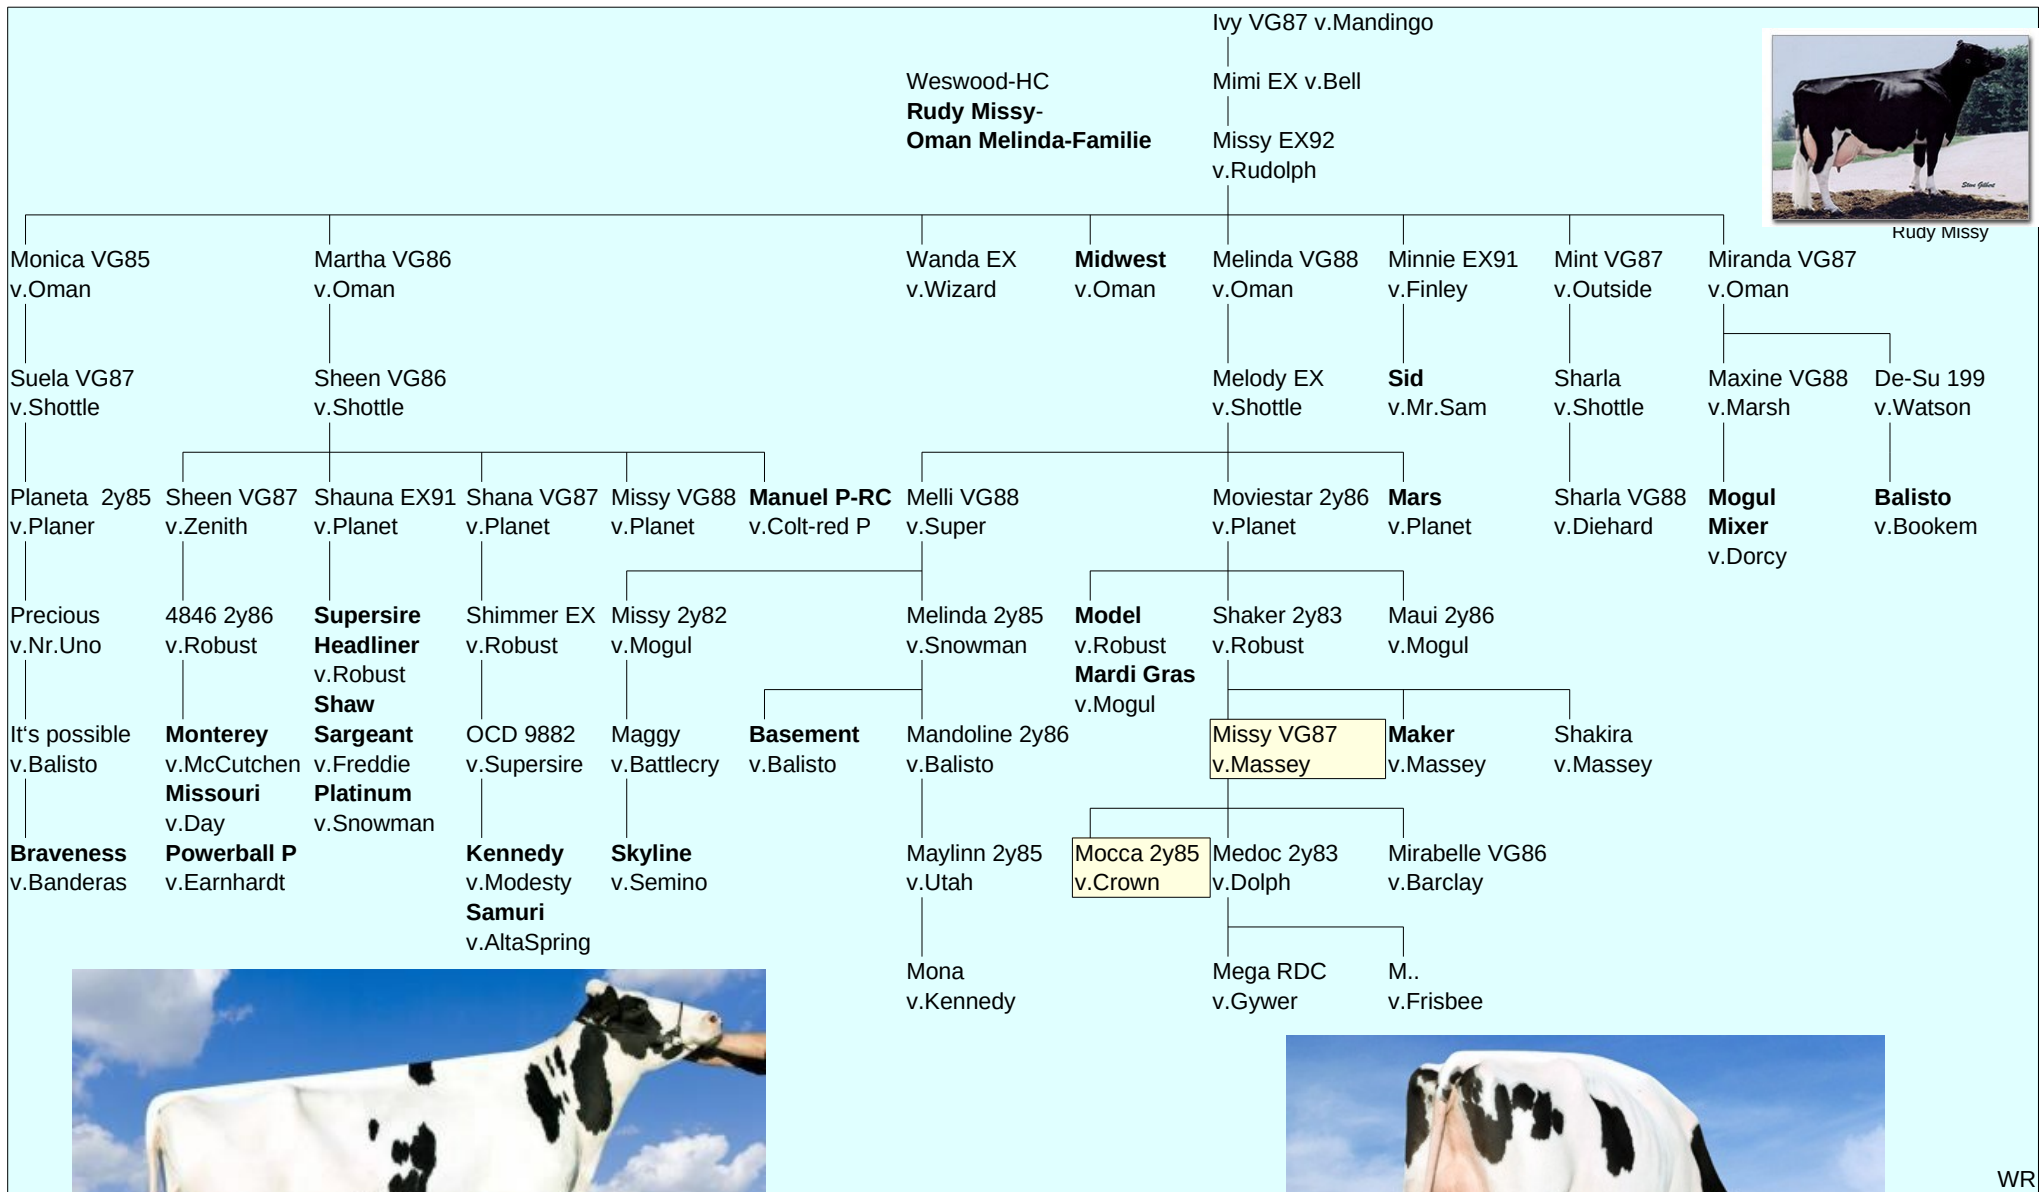 Ivy VG87 v.Mandingo
Weswood-HC
Rudy Missy-
Oman Melinda-Familie
Mimi EX v.Bell
Missy EX92
v.Rudolph
Steve Gilbert
Rudy Missy
Monica VG85
v.Oman
Martha VG86
v.Oman
Wanda EX
v.Wizard
Midwest
v.Oman
Melinda VG88
v.Oman
Minnie EX91
v.Finley
Mint VG87
v.Outside
Miranda VG87
v.Oman
Suela VG87
v.Shottle
Sheen VG86
v.Shottle
Melody EX
v.Shottle
Sid
v.Mr.Sam
Sharla
v.Shottle
Maxine VG88
v.Marsh
De-Su 199
v.Watson
Planeta 2y85
v.Planer
Sheen VG87
v.Zenith
Shauna EX91
v.Planet
Shana VG87
v.Planet
Missy VG88
v.Planet
Manuel P-RC
v.Colt-red P
Melli VG88
v.Super
Moviestar 2y86
v.Planet
Mars
v.Planet
Sharla VG88
v.Diehard
Mogul
Mixer
v.Dorcy
Balisto
v.Bookem
Precious
v.Nr.Uno
4846 2y86
v.Robust
Supersire
Headliner
v.Robust
Shaw
Sargeant
v.Freddie
Platinum
v.Snowman
Shimmer EX
v.Robust
Missy 2y82
v.Mogul
Melinda 2y85
v.Snowman
Model
v.Robust
Mardi Gras
v.Mogul
Shaker 2y83
v.Robust
Maui 2y86
v.Mogul
It‘s possible
v.Balisto
Monterey
v.McCutchen
Missouri
v.Day
Powerball P
v.Earnhardt
OCD 9882
v.Supersire
Maggy
v.Battlecry
Basement
v.Balisto
Mandoline 2y86
v.Balisto
Missy VG87
v.Massey
Maker
v.Massey
Shakira
v.Massey
Braveness
v.Banderas
Kennedy
v.Modesty
Samuri
v.AltaSpring
Skyline
v.Semino
Maylinn 2y85
v.Utah
Mocca 2y85
v.Crown
Medoc 2y83
v.Dolph
Mirabelle VG86
v.Barclay
Mona
v.Kennedy
Mega RDC
v.Gywer
M..
v.Frisbee
WR